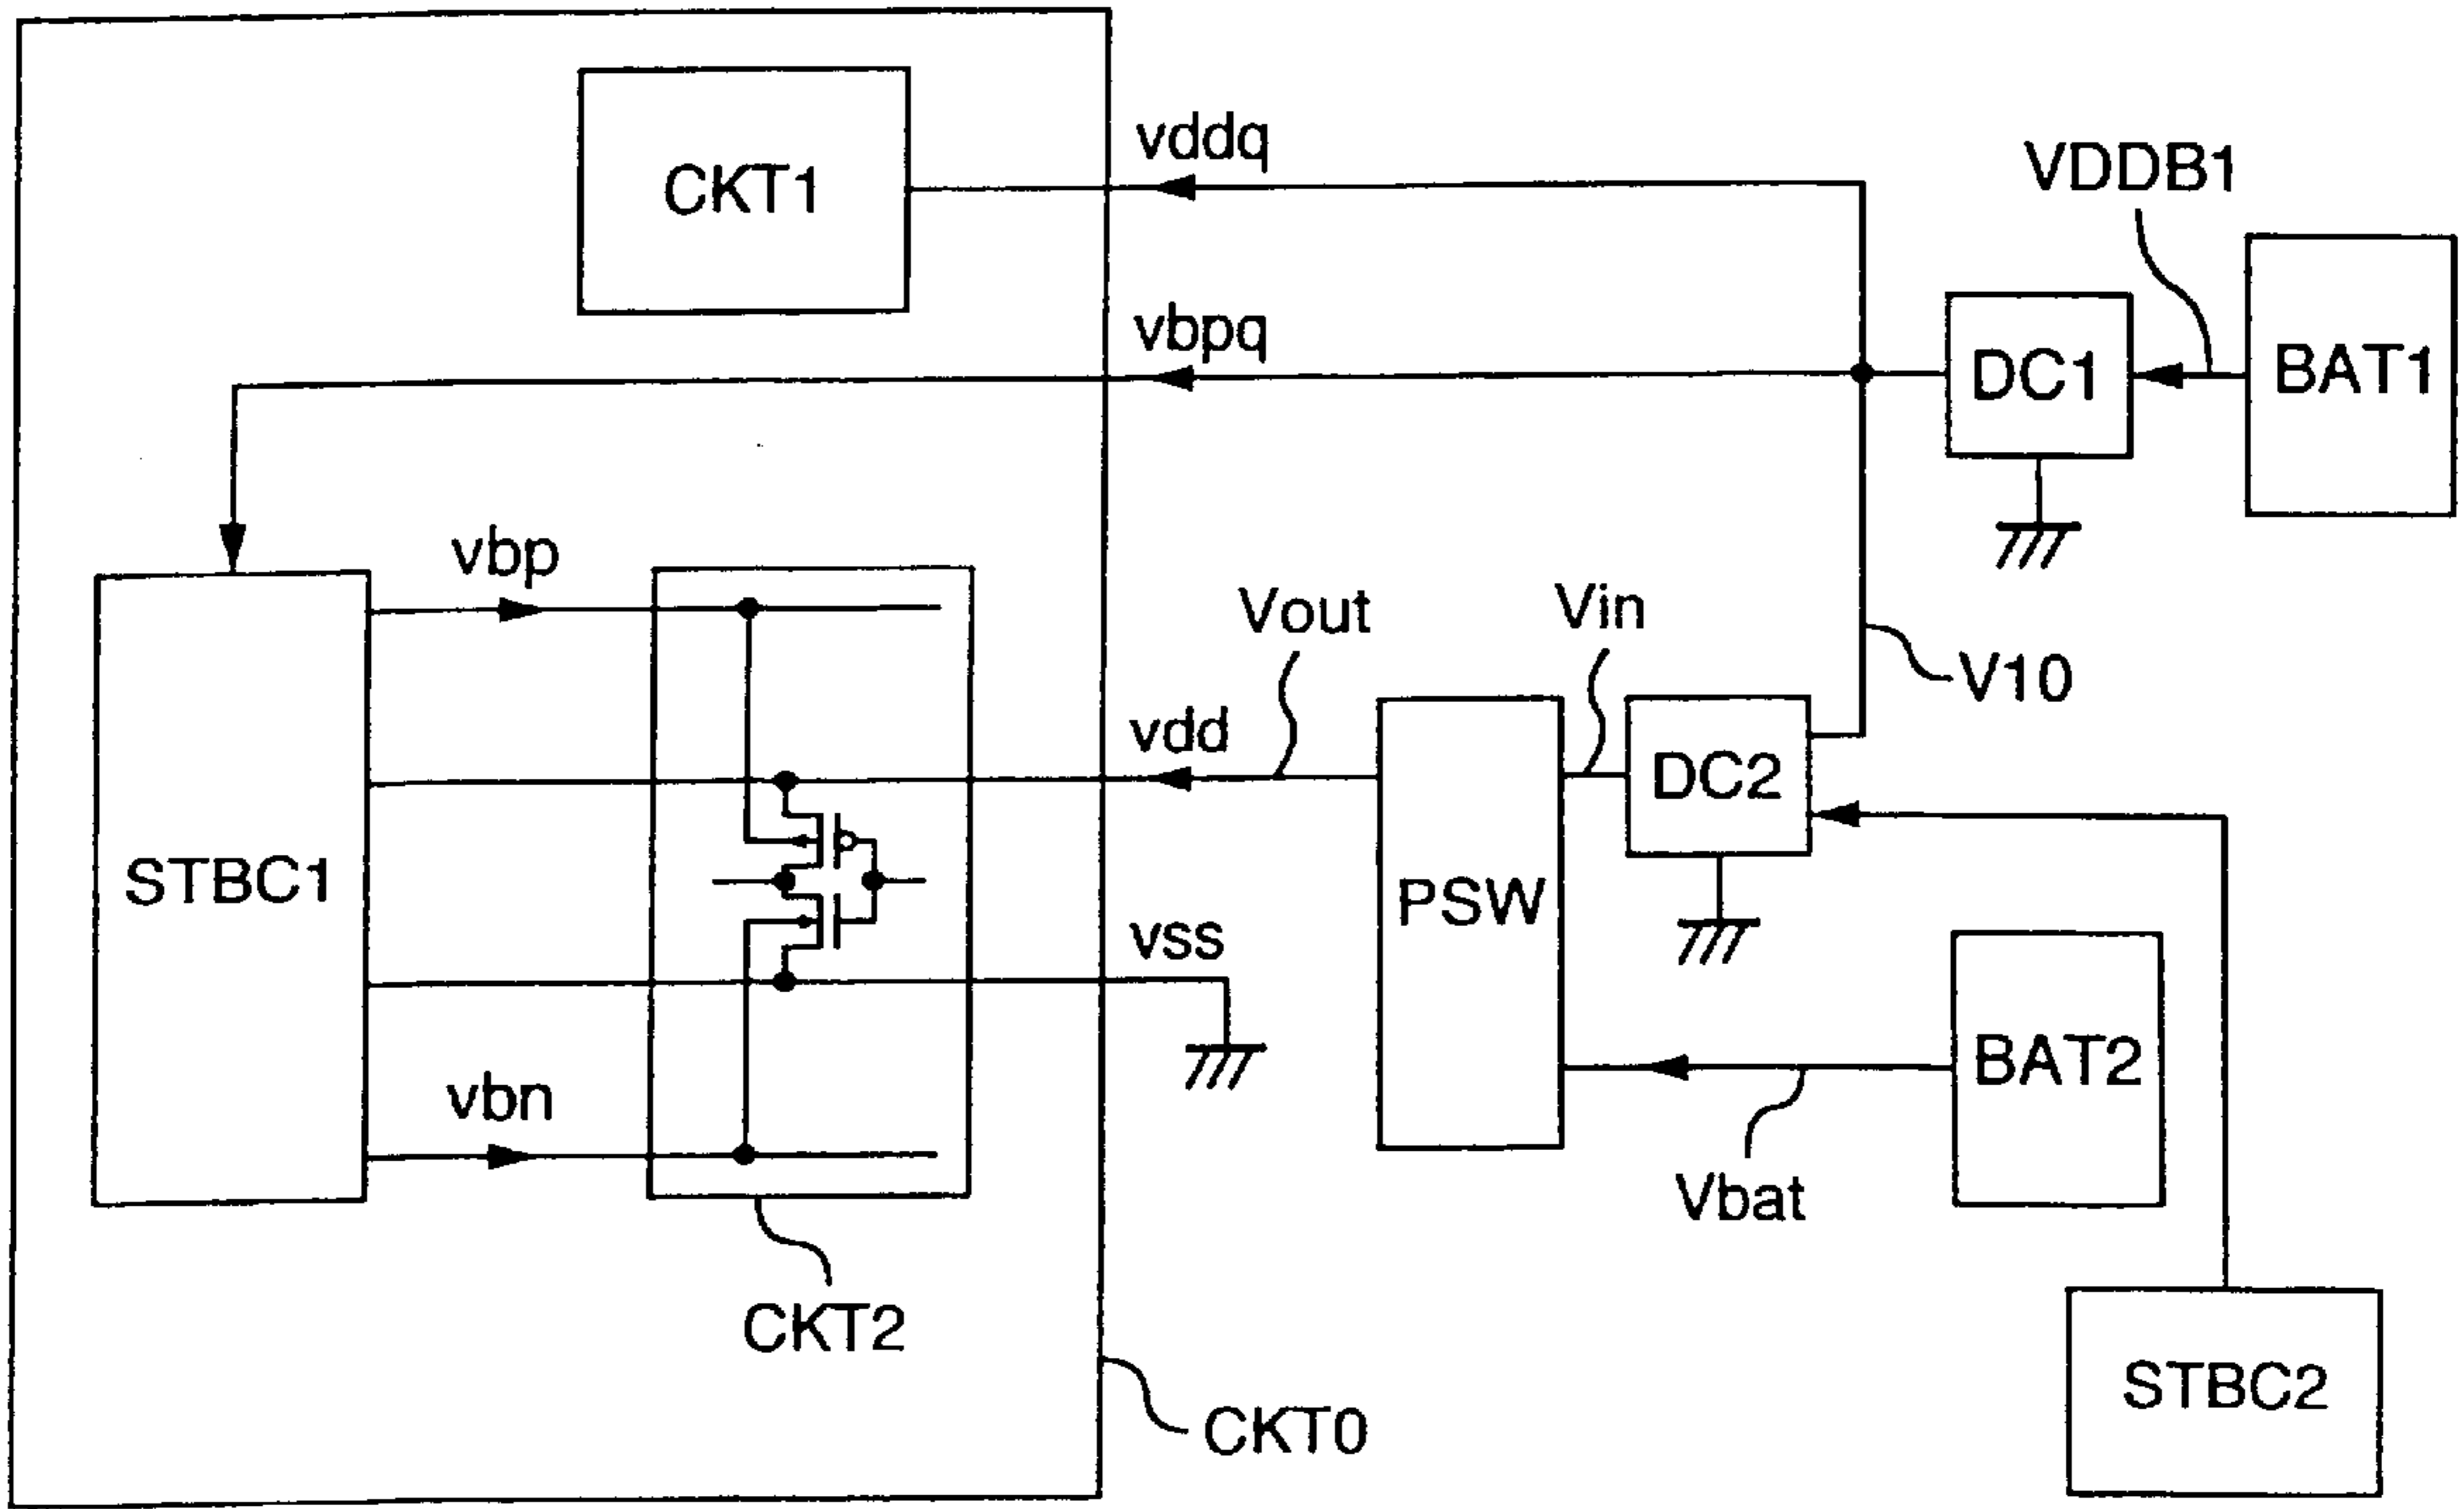 CKT1
vddq
VDDB1
vbpq
DC1
BAT1
vbp
Vout
Vin
V10
vdd
DC2
STBC1
PSW
vss
BAT2
vbn
Vbat
CKT2
STBC2
CKT0